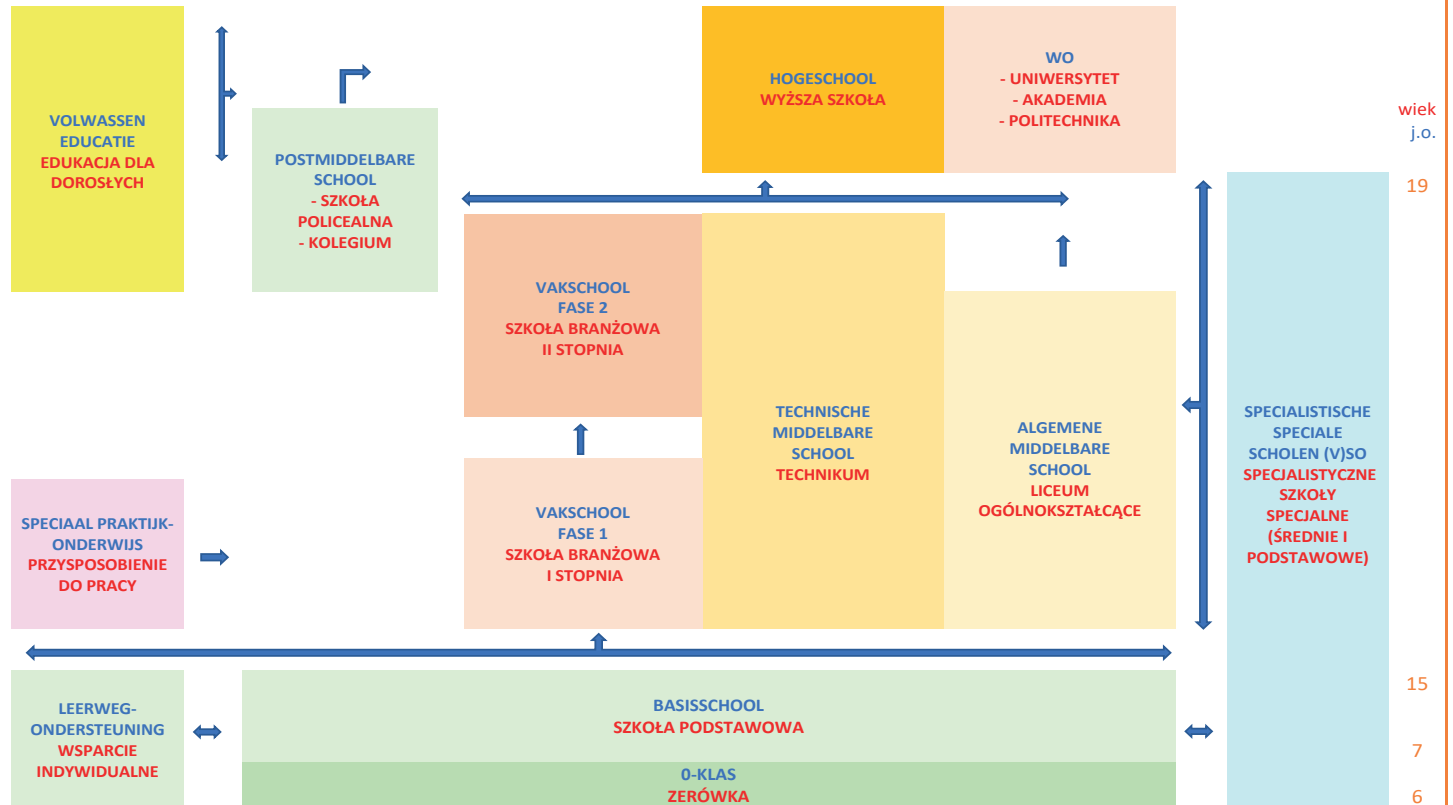 VOLWASSEN
EDUCATIE
EDUKACJA DLA
DOROSŁYCH
POSTMIDDELBARE
SCHOOL
- SZKOŁA
POLICEALNA
- KOLEGIUM
HOGESCHOOL
WYŻSZA SZKOŁA
WO
- UNIWERSYTET
- AKADEMIA
- POLITECHNIKA
wiek
j.o.
19
VAKSCHOOL
FASE 2
SZKOŁA BRANŻOWA
II STOPNIA
TECHNISCHE
MIDDELBARE
SCHOOL
TECHNIKUM
ALGEMENE
MIDDELBARE
SCHOOL
LICEUM
OGÓLNOKSZTAŁCĄCE
SPECIALISTISCHE
SPECIALE
SCHOLEN (V)SO
SPECJALISTYCZNE
SZKOŁY
SPECJALNE
(ŚREDNIE I
PODSTAWOWE)
SPECIAAL PRAKTIJK-
ONDERWIJS
PRZYSPOSOBIENIE
DO PRACY
VAKSCHOOL
FASE 1
SZKOŁA BRANŻOWA
I STOPNIA
LEERWEG-
ONDERSTEUNING
WSPARCIE
INDYWIDUALNE
BASISSCHOOL
SZKOŁA PODSTAWOWA
0-KLAS
ZERÓWKA
15
7
6